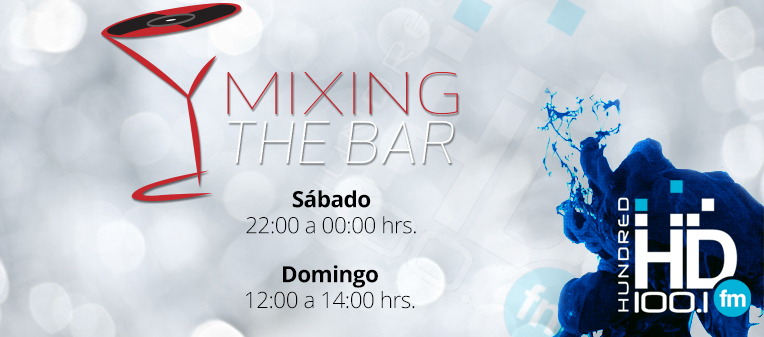 MIXING
THE BAR
Sábado
22:00 a 00:00 hrs.
Domingo
12:00 a 14:00 hrs.
HUNDRED
HD
100.1
fm
fm